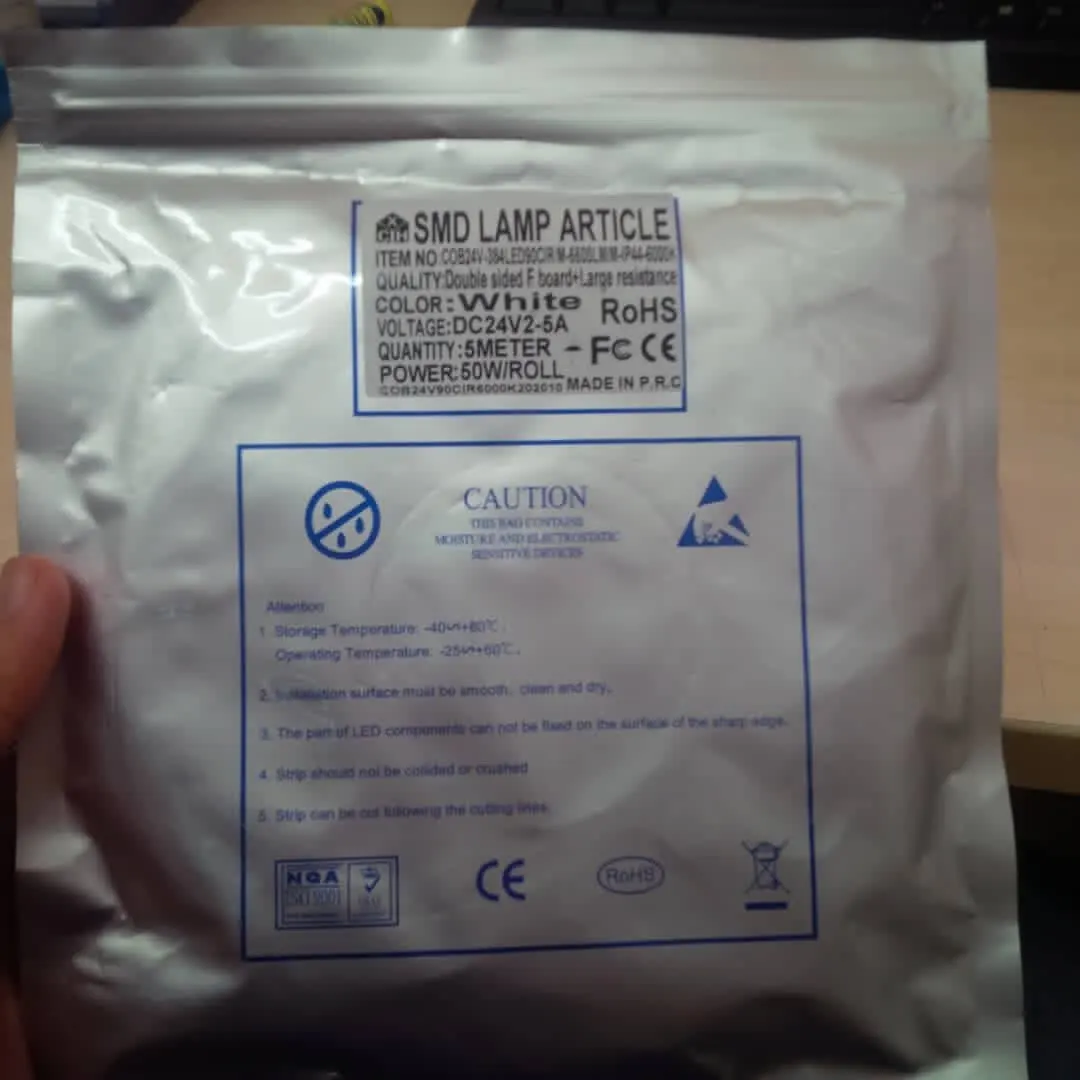 SMD LAMP ARTICLE
ITEM NO:COB24V-384LED90CIR
QUALITY:Double sided F board+Large resistance
COLOR:White RoHS
VOLTAGE:DC24V2-5A
QUANTITY:5METER - FC CE
POWER:50W/ROLL
COB24V90CIR6000K202010 MADE IN P.R.C
CAUTION
THIS BAG CONTAINS
MOISTURE AND ELECTROSTATIC
SENSITIVE DEVICES
Attention
1. Storage Temperature: -40~+80℃.
Operating Temperature: -25~+60℃.
2. Installation surface must be smooth, clean and dry.
3. The part of LED components can not be fixed on the surface of the sharp edge.
4. Strip should not be collided or crushed
5. Strip can be cut following the cutting lines.
NQA
ISO 9001
CE
RoHS